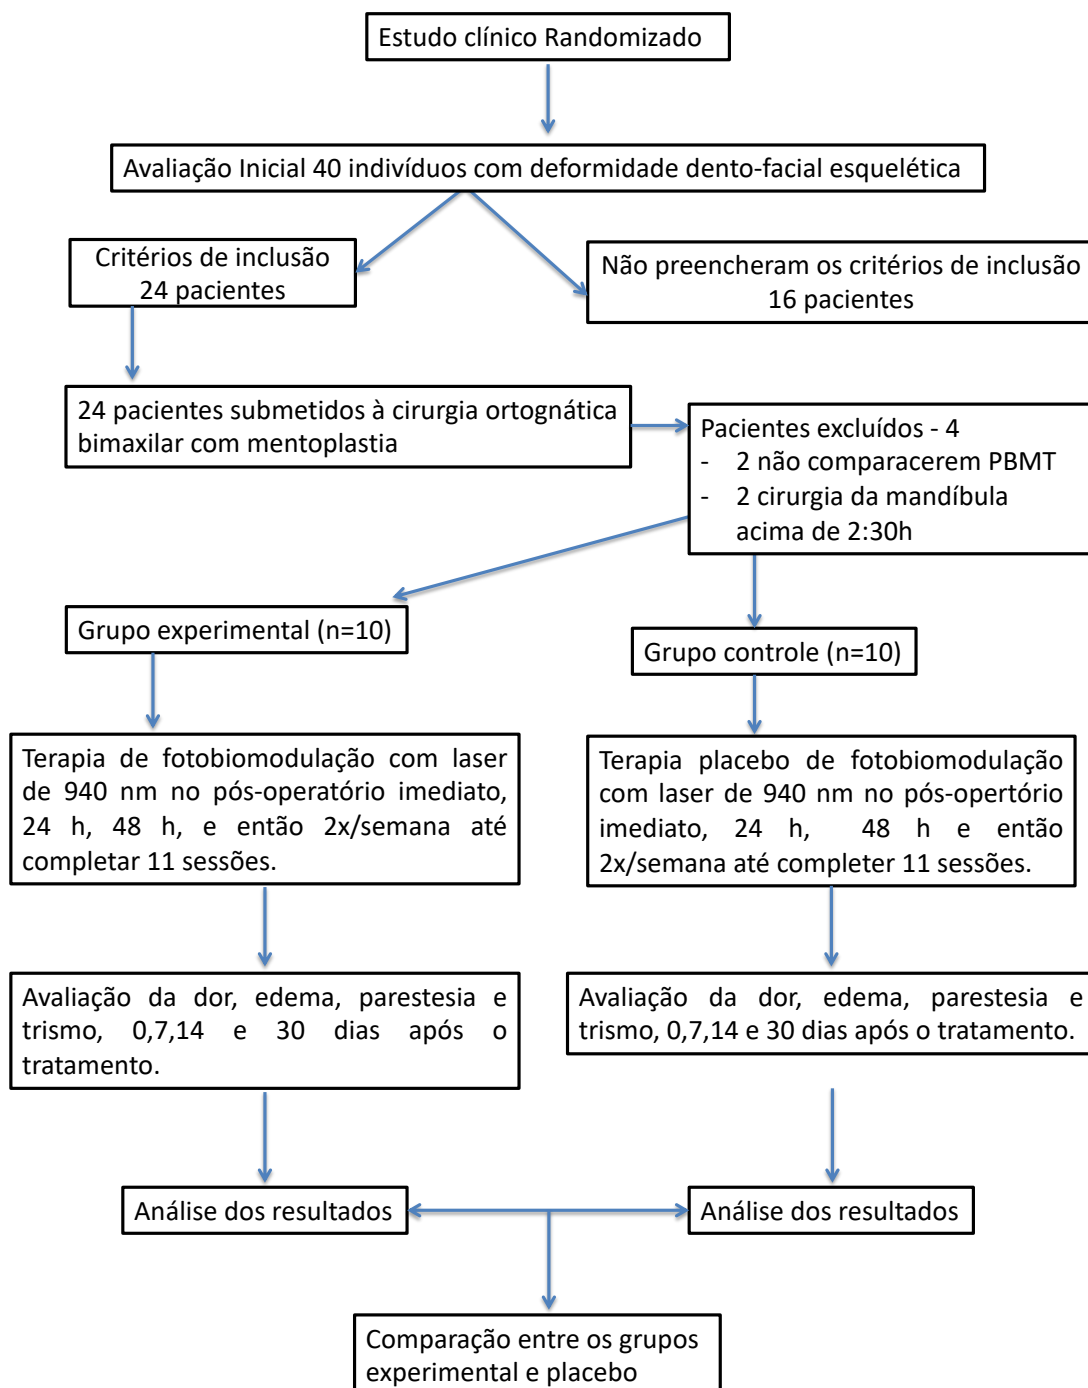 Estudo clínico Randomizado
Avaliação Inicial 40 indivíduos com deformidade dento-facial esquelética
Critérios de inclusão
24 pacientes
Não preencheram os critérios de inclusão
16 pacientes
24 pacientes submetidos à cirurgia ortognática
bimaxilar com mentoplastia
Pacientes excluídos - 4
- 2 não comparacerem PBMT
- 2 cirurgia da mandíbula
acima de 2:30h
Grupo experimental (n=10)
Grupo controle (n=10)
Terapia de fotobiomodulação com laser
de 940 nm no pós-operatório imediato,
24 h, 48 h, e então 2x/semana até
completar 11 sessões.
Terapia placebo de fotobiomodulação
com laser de 940 nm no pós-opertório
imediato, 24 h, 48 h e então
2x/semana até completer 11 sessões.
Avaliação da dor, edema, parestesia e
trismo, 0,7,14 e 30 dias após o
tratamento.
Avaliação da dor, edema, parestesia e
trismo, 0,7,14 e 30 dias após o tratamento.
Análise dos resultados
Análise dos resultados
Comparação entre os grupos
experimental e placebo